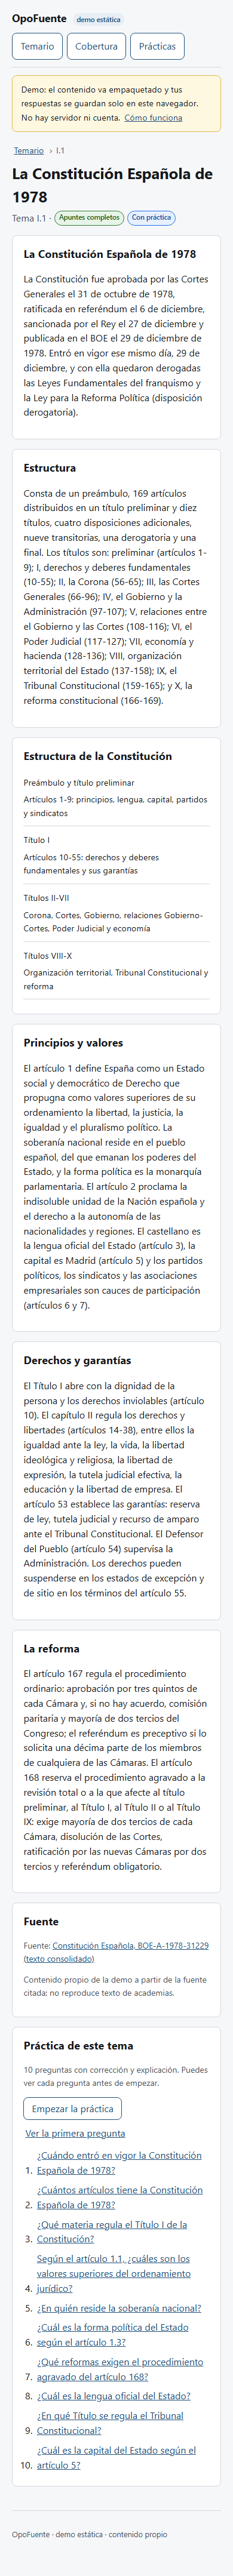 OpoFuente demo estática
Temario Cobertura Prácticas
Demo: el contenido va empaquetado y tus
respuestas se guardan solo en este navegador.
No hay servidor ni cuenta. Cómo funciona
Temario › I.1
La Constitución Española de
1978
Tema I.1 · Apuntes completos Con práctica
La Constitución Española de 1978
La Constitución fue aprobada por las Cortes
Generales el 31 de octubre de 1978,
ratificada en referéndum el 6 de diciembre,
sancionada por el Rey el 27 de diciembre y
publicada en el BOE el 29 de diciembre de
1978. Entró en vigor ese mismo día, 29 de
diciembre, y con ella quedaron derogadas
las Leyes Fundamentales del franquismo y
la Ley para la Reforma Política (disposición
derogatoria).
Estructura
Consta de un preámbulo, 169 artículos
distribuidos en un título preliminar y diez
títulos, cuatro disposiciones adicionales,
nueve transitorias, una derogatoria y una
final. Los títulos son: preliminar (artículos 1-
9); I, derechos y deberes fundamentales
(10-55); II, la Corona (56-65); III, las Cortes
Generales (66-96); IV, el Gobierno y la
Administración (97-107); V, relaciones entre
el Gobierno y las Cortes (108-116); VI, el
Poder Judicial (117-127); VII, economía y
hacienda (128-136); VIII, organización
territorial del Estado (137-158); IX, el
Tribunal Constitucional (159-165); y X, la
reforma constitucional (166-169).
Estructura de la Constitución
Preámbulo y título preliminar
Artículos 1-9: principios, lengua, capital, partidos
y sindicatos
Título I
Artículos 10-55: derechos y deberes
fundamentales y sus garantías
Títulos II-VII
Corona, Cortes, Gobierno, relaciones Gobierno-
Cortes, Poder Judicial y economía
Títulos VIII-X
Organización territorial, Tribunal Constitucional y
reforma
Principios y valores
El artículo 1 define España como un Estado
social y democrático de Derecho que
propugna como valores superiores de su
ordenamiento la libertad, la justicia, la
igualdad y el pluralismo político. La
soberanía nacional reside en el pueblo
español, del que emanan los poderes del
Estado, y la forma política es la monarquía
parlamentaria. El artículo 2 proclama la
indisoluble unidad de la Nación española y
el derecho a la autonomía de las
nacionalidades y regiones. El castellano es
la lengua oficial del Estado (artículo 3), la
capital es Madrid (artículo 5) y los partidos
políticos, los sindicatos y las asociaciones
empresariales son cauces de participación
(artículos 6 y 7).
Derechos y garantías
El Título I abre con la dignidad de la
persona y los derechos inviolables (artículo
10). El capítulo II regula los derechos y
libertades (artículos 14-38), entre ellos la
igualdad ante la ley, la vida, la libertad
ideológica y religiosa, la libertad de
expresión, la tutela judicial efectiva, la
educación y la libertad de empresa. El
artículo 53 establece las garantías: reserva
de ley, tutela judicial y recurso de amparo
ante el Tribunal Constitucional. El Defensor
del Pueblo (artículo 54) supervisa la
Administración. Los derechos pueden
suspenderse en los estados de excepción y
de sitio en los términos del artículo 55.
La reforma
El artículo 167 regula el procedimiento
ordinario: aprobación por tres quintos de
cada Cámara y, si no hay acuerdo, comisión
paritaria y mayoría de dos tercios del
Congreso; el referéndum es preceptivo si lo
solicita una décima parte de los miembros
de cualquiera de las Cámaras. El artículo
168 reserva el procedimiento agravado a la
revisión total o a la que afecte al título
preliminar, al Título I, al Título II o al Título
IX: exige mayoría de dos tercios de cada
Cámara, disolución de las Cortes,
ratificación por las nuevas Cámaras por dos
tercios y referéndum obligatorio.
Fuente
Fuente: Constitución Española, BOE-A-1978-31229
(texto consolidado)
Contenido propio de la demo a partir de la fuente
citada; no reproduce texto de academias.
Práctica de este tema
10 preguntas con corrección y explicación. Puedes
ver cada pregunta antes de empezar.
Empezar la práctica
Ver la primera pregunta
¿Cuándo entró en vigor la Constitución
1. Española de 1978?
¿Cuántos artículos tiene la Constitución
2. Española de 1978?
¿Qué materia regula el Título I de la
3. Constitución?
Según el artículo 1.1, ¿cuáles son los
valores superiores del ordenamiento
4. jurídico?
5. ¿En quién reside la soberanía nacional?
¿Cuál es la forma política del Estado
6. según el artículo 1.3?
¿Qué reformas exigen el procedimiento
7. agravado del artículo 168?
8. ¿Cuál es la lengua oficial del Estado?
¿En qué Título se regula el Tribunal
9. Constitucional?
¿Cuál es la capital del Estado según el
10. artículo 5?
OpoFuente · demo estática · contenido propio